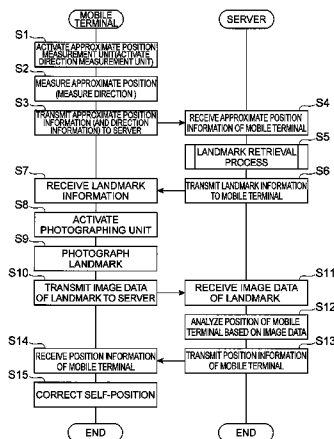 MOBILE
TERMINAL
SERVER
S1
ACTIVATE APPROXIMATE POSITION
MEASUREMENT UNIT(ACTIVATE
DIRECTION MEASUREMENT UNIT)
S2
MEASURE APPROXIMATE POSITION
(MEASURE DIRECTION)
S3
TRANSMIT APPROXIMATE POSITION
INFORMATION (AND DIRECTION
INFORMATION) TO SERVER
S4
RECEIVE APPROXIMATE POSITION
INFORMATION OF MOBILE TERMINAL
S5
LANDMARK RETRIEVAL
PROCESS
S6
TRANSMIT LANDMARK INFORMATION
TO MOBILE TERMINAL
S7
RECEIVE LANDMARK
INFORMATION
S8
ACTIVATE
PHOTOGRAPHING UNIT
S9
PHOTOGRAPH
LANDMARK
S10
TRANSMIT IMAGE DATA
OF LANDMARK TO SERVER
S11
RECEIVE IMAGE DATA
OF LANDMARK
S12
ANALYZE POSITION OF MOBILE
TERMINAL BASED ON IMAGE DATA
S13
TRANSMIT POSITION INFORMATION
OF MOBILE TERMINAL
S14
RECEIVE POSITION INFORMATION
OF MOBILE TERMINAL
S15
CORRECT SELF-POSITION
END
END